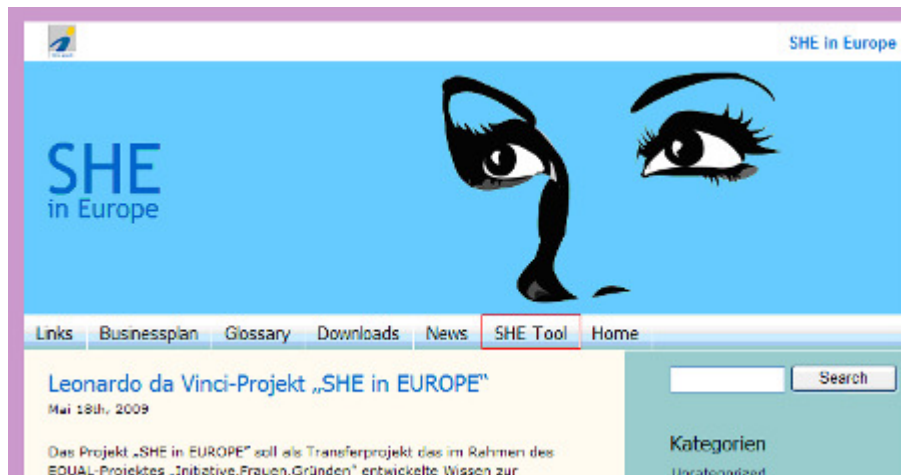 SHE in Europe
SHE
in Europe
Links Businessplan Glossary Downloads News SHE Tool Home
Leonardo da Vinci-Projekt „SHE in EUROPE“
Mai 18th, 2009
Search
Das Projekt „SHE in EUROPE“ soll als Transferprojekt das im Rahmen des
EQUAL-Projektes „Initiative.Frauen.Gründen“ entwickelte Wissen zur
Kategorien
Uncategorized